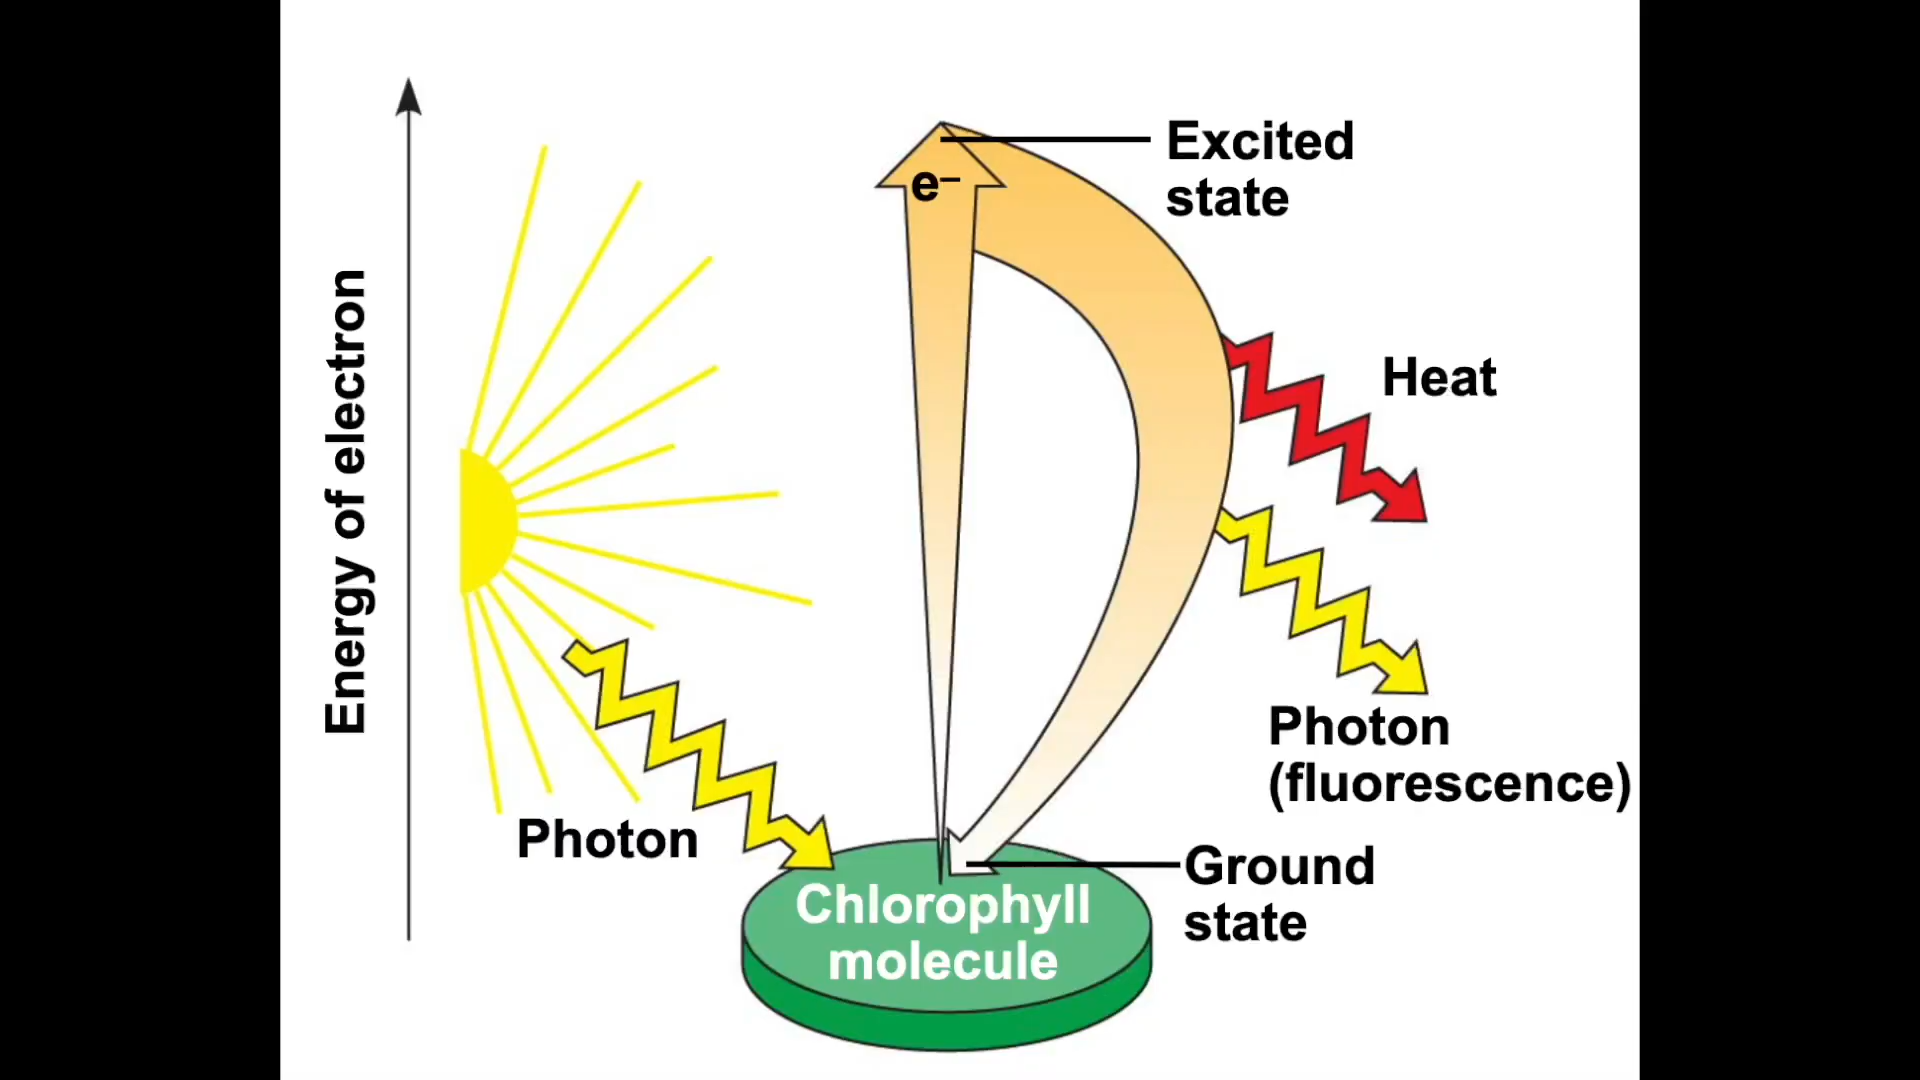 Energy of electron
Excited
state
e–
Heat
Photon
(fluorescence)
Photon
Ground
state
Chlorophyll
molecule